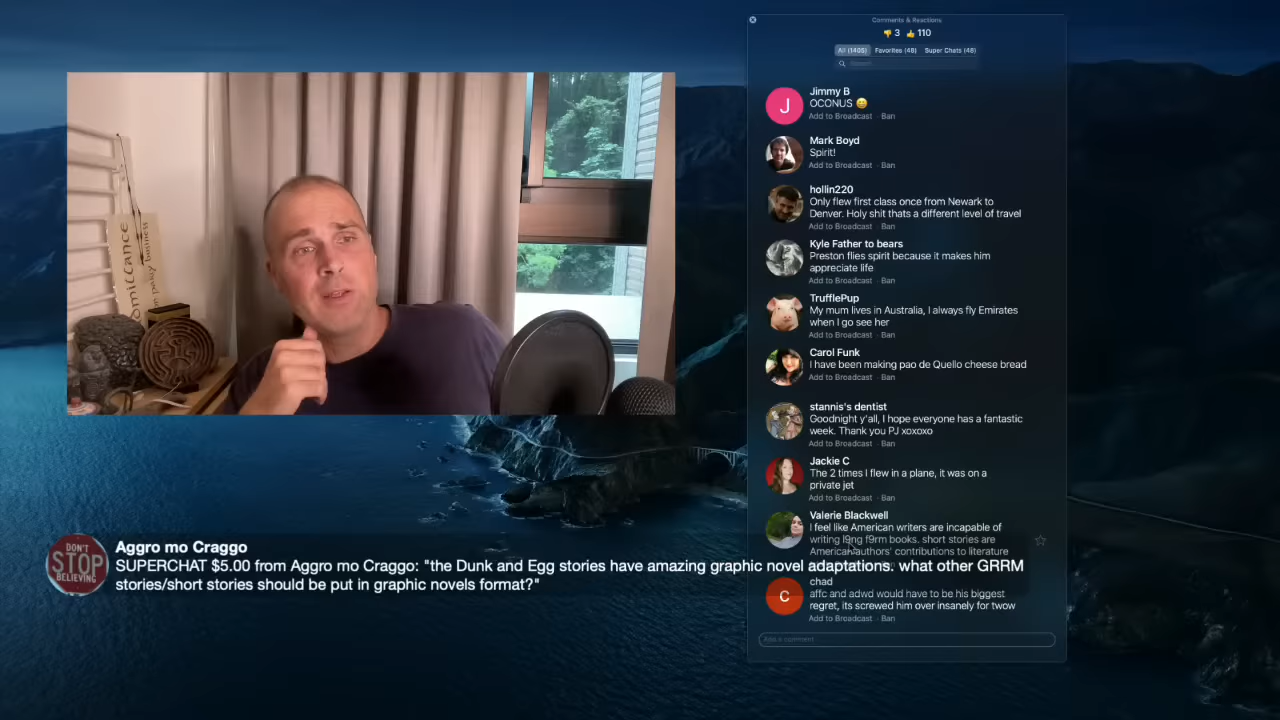 Comments & Reactions
👎 3 👍 110
All (1405) Favorites (48) Super Chats (48)
Search
Jimmy B
OCONUS 😄
Add to Broadcast · Ban
Mark Boyd
Spirit!
Add to Broadcast · Ban
hollin220
Only flew first class once from Newark to
Denver. Holy shit thats a different level of travel
Add to Broadcast · Ban
Kyle Father to bears
Preston flies spirit because it makes him
appreciate life
Add to Broadcast · Ban
TrufflePup
My mum lives in Australia, I always fly Emirates
when I go see her
Add to Broadcast · Ban
Carol Funk
I have been making pao de Quello cheese bread
Add to Broadcast · Ban
stannis's dentist
Goodnight y'all, I hope everyone has a fantastic
week. Thank you PJ xoxoxo
Add to Broadcast · Ban
Jackie C
The 2 times I flew in a plane, it was on a
private jet
Add to Broadcast · Ban
Valerie Blackwell
I feel like American writers are incapable of
writing long form books. short stories are
American authors' contributions to literature
chad
affc and adwd would have to be his biggest
regret, its screwed him over insanely for twow
Add to Broadcast · Ban
Add a comment
J
C
DON'T
STOP
BELIEVING
Aggro mo Craggo
SUPERCHAT $5.00 from Aggro mo Craggo: "the Dunk and Egg stories have amazing graphic novel adaptations. what other GRRM
stories/short stories should be put in graphic novels format?"